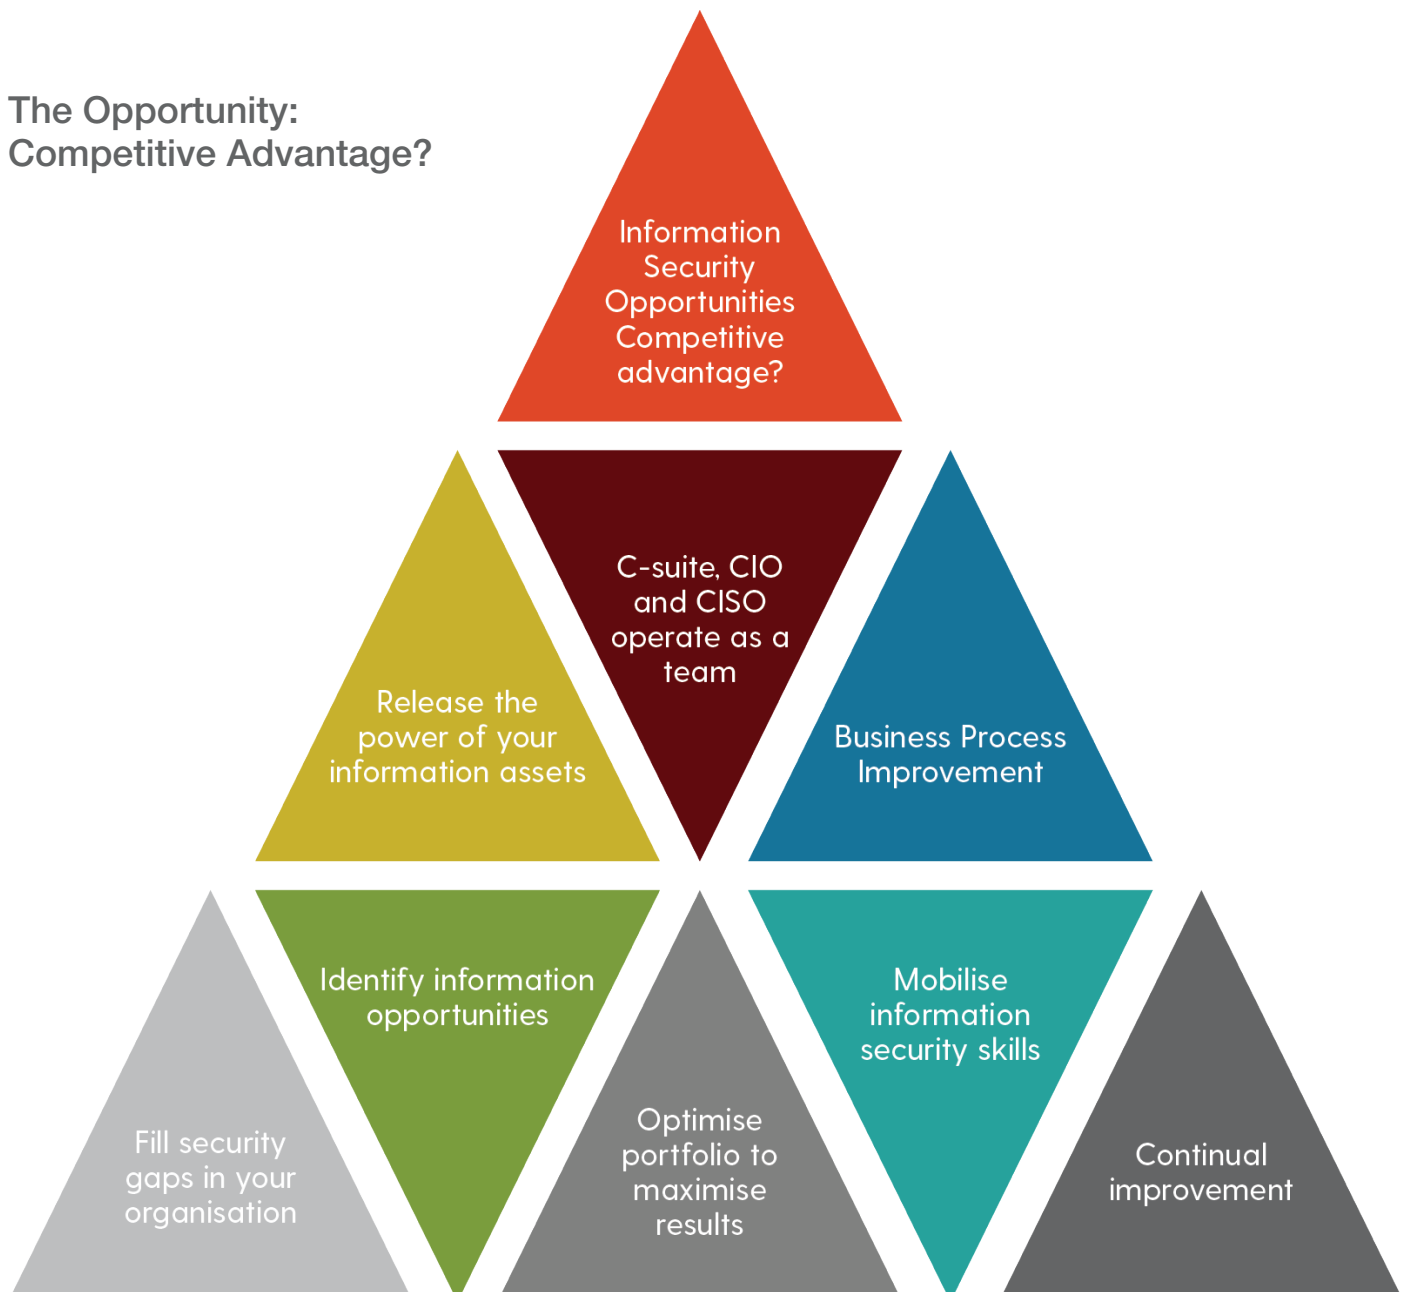 The Opportunity:
Competitive Advantage?
Information
Security
Opportunities
Competitive
advantage?
C-suite, CIO
and CISO
operate as a
team
Release the
power of your
information assets
Business Process
Improvement
Identify information
opportunities
Mobilise
information
security skills
Fill security
gaps in your
organisation
Optimise
portfolio to
maximise
results
Continual
improvement